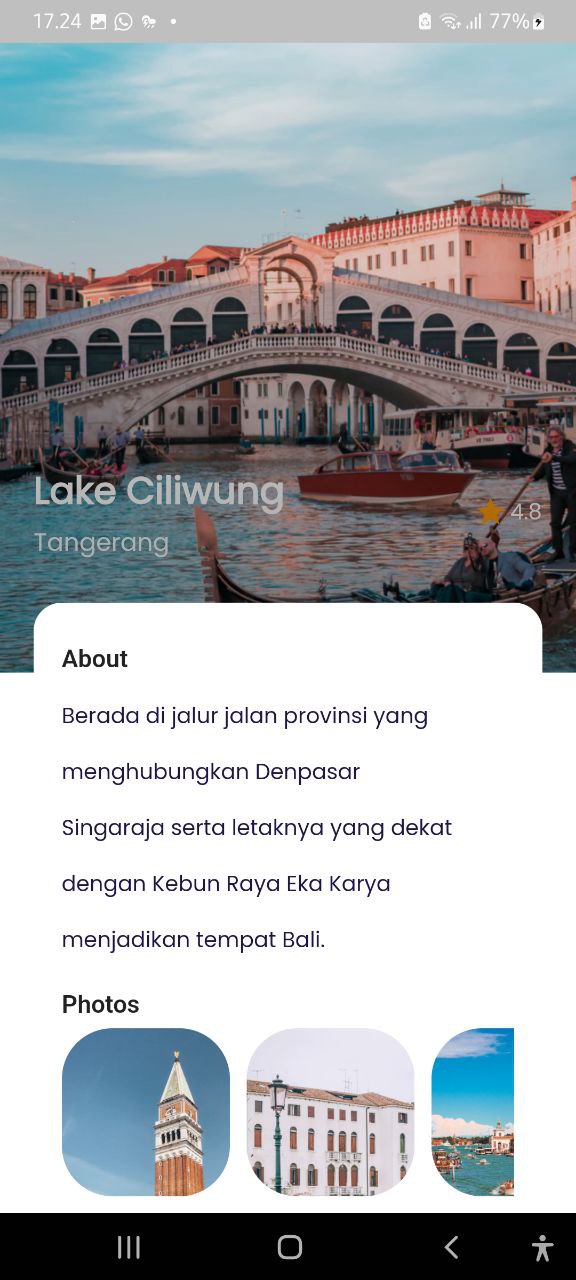 17.24
77%
Lake Ciliwung
4.8
Tangerang
About
Berada di jalur jalan provinsi yang
menghubungkan Denpasar
Singaraja serta letaknya yang dekat
dengan Kebun Raya Eka Karya
menjadikan tempat Bali.
Photos